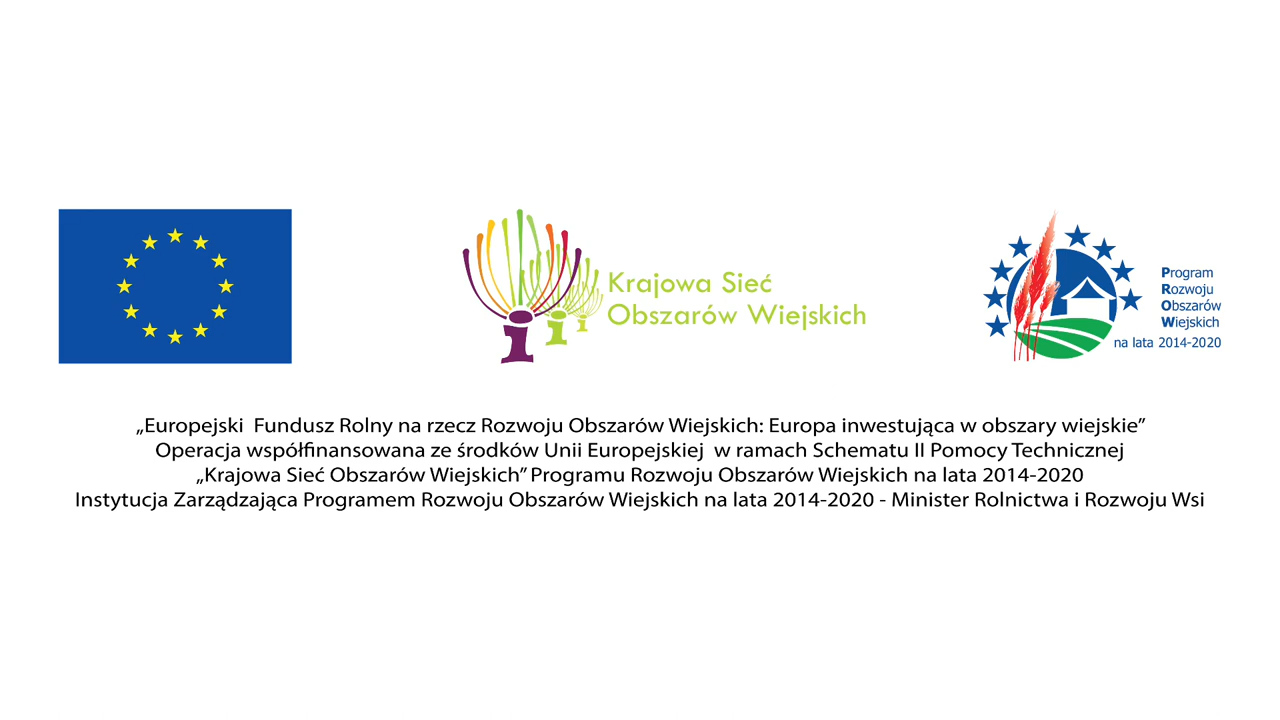 Krajowa Sieć
Obszarów Wiejskich
Program
Rozwoju
Obszarów
Wiejskich
na lata 2014-2020
„Europejski Fundusz Rolny na rzecz Rozwoju Obszarów Wiejskich: Europa inwestująca w obszary wiejskie”
Operacja współfinansowana ze środków Unii Europejskiej w ramach Schematu II Pomocy Technicznej
„Krajowa Sieć Obszarów Wiejskich” Programu Rozwoju Obszarów Wiejskich na lata 2014-2020
Instytucja Zarządzająca Programem Rozwoju Obszarów Wiejskich na lata 2014-2020 - Minister Rolnictwa i Rozwoju Wsi